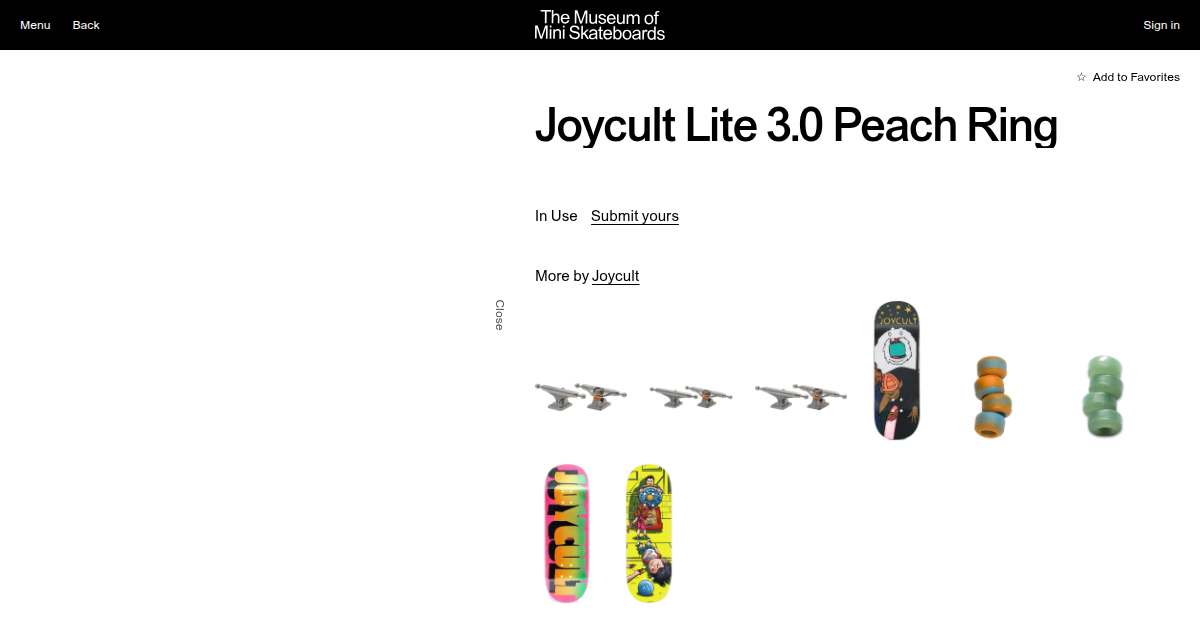 Menu
Back
The Museum of
Mini Skateboards
Sign in
☆ Add to Favorites
Joycult Lite 3.0 Peach Ring
In Use
Submit yours
More by Joycult
Close
JOYCULT
JOYCULT